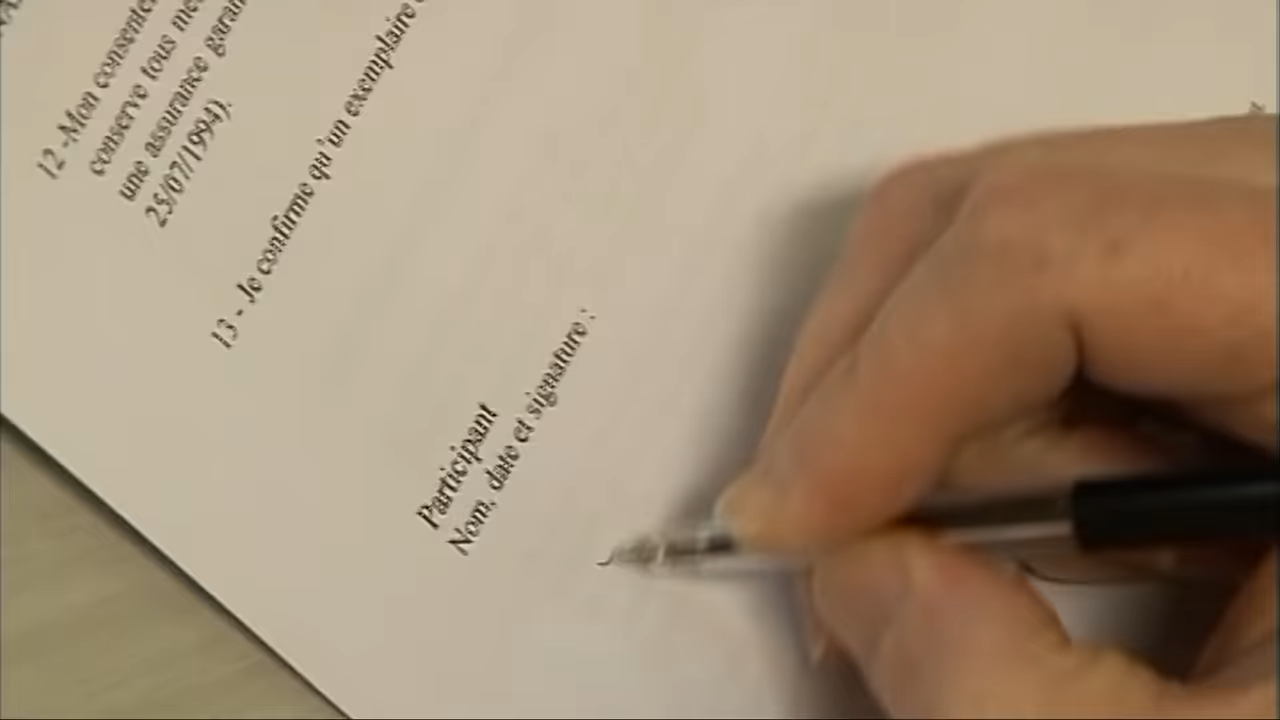 12 -Mon consente
conserve tous me
une assurance garan
25/07/1994).
13 - Je confirme qu'un exemplaire
Participant
Nom, date et signature :